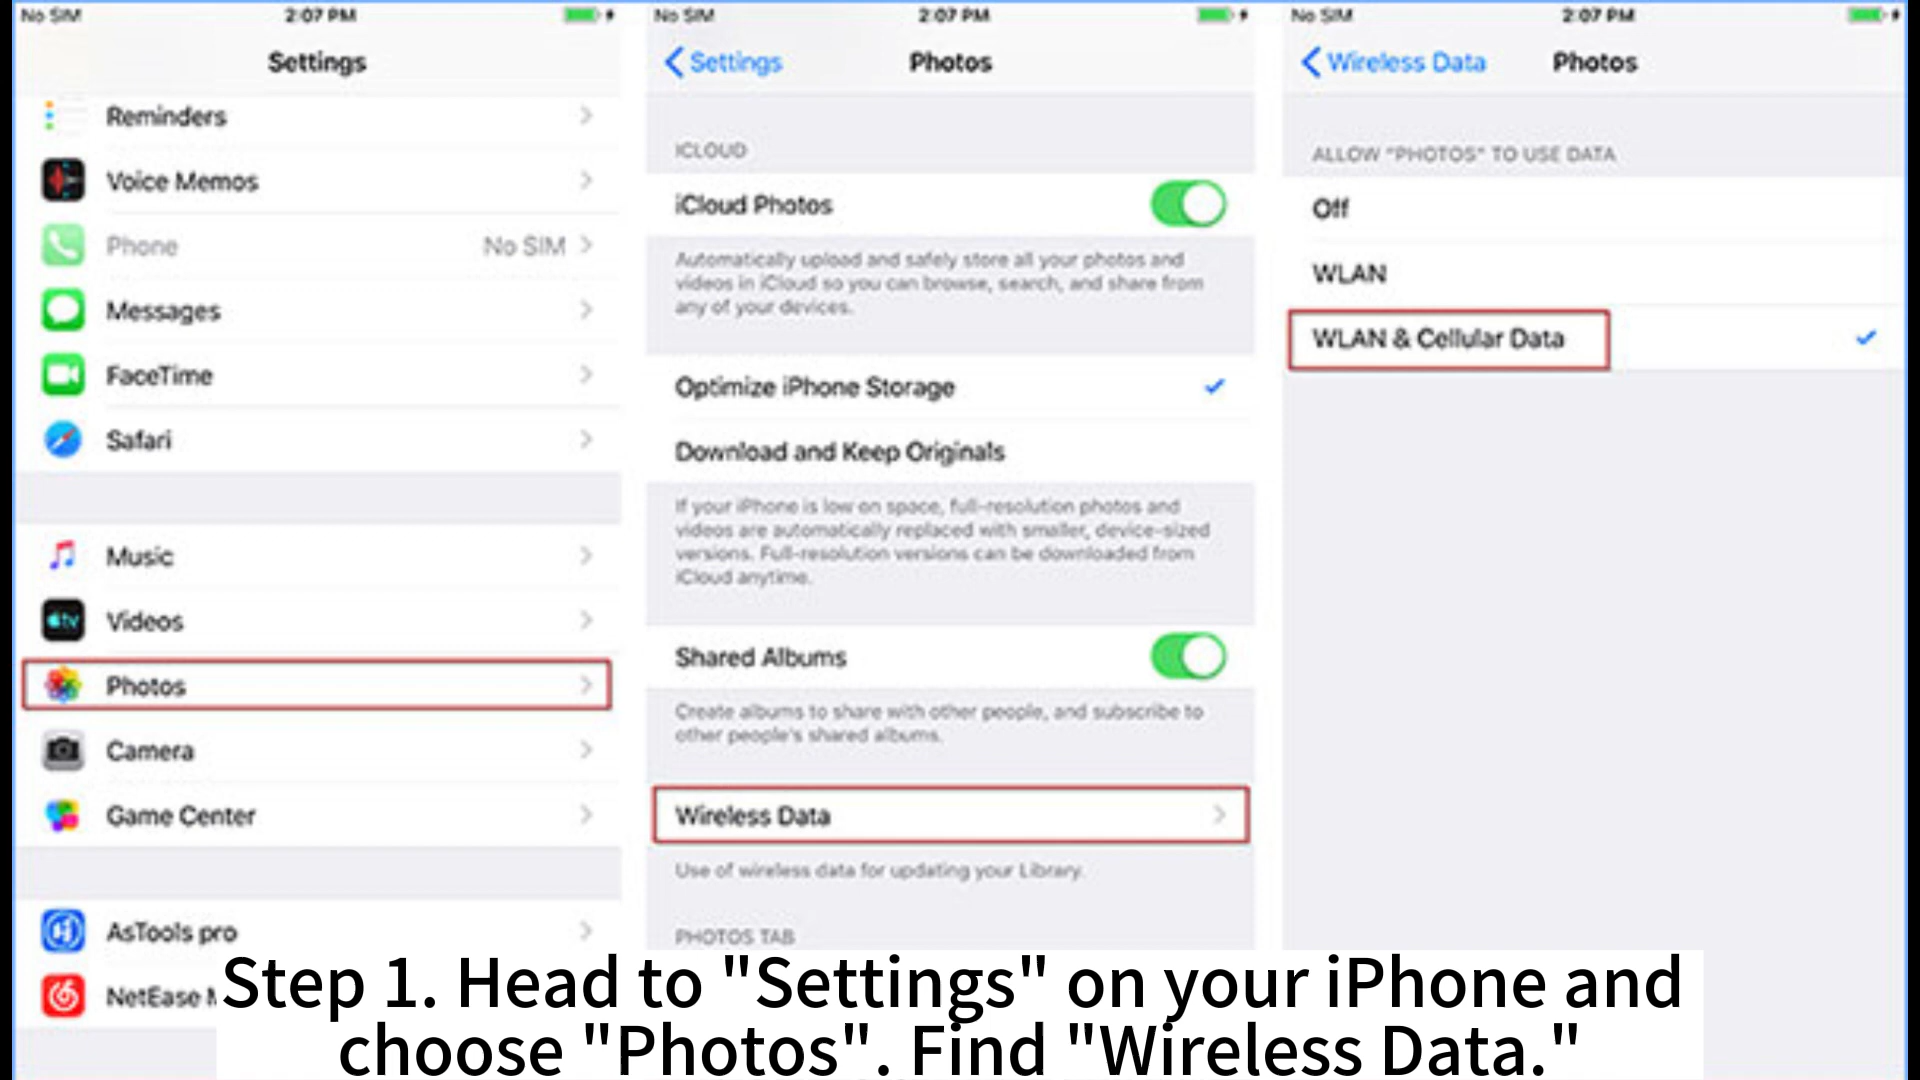 No SIM
2:07 PM
Settings
Reminders
Voice Memos
Phone
No SIM
Messages
FaceTime
Safari
Music
tv
Videos
Photos
Camera
Game Center
AsTools pro
NetEase
No SIM
2:07 PM
Settings
Photos
ICLOUD
iCloud Photos
Automatically upload and safely store all your photos and
videos in iCloud so you can browse, search, and share from
any of your devices.
Optimize iPhone Storage
Download and Keep Originals
If your iPhone is low on space, full-resolution photos and
videos are automatically replaced with smaller, device-sized
versions. Full-resolution versions can be downloaded from
iCloud anytime.
Shared Albums
Create albums to share with other people, and subscribe to
other people's shared albums.
Wireless Data
Use of wireless data for updating your Library.
PHOTOS TAB
No SIM
2:07 PM
Wireless Data
Photos
ALLOW "PHOTOS" TO USE DATA
Off
WLAN
WLAN & Cellular Data
Step 1. Head to "Settings" on your iPhone and
choose "Photos". Find "Wireless Data."